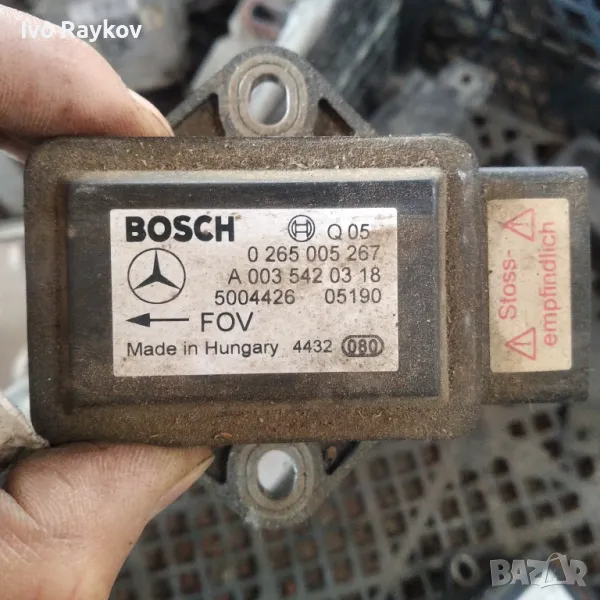 Ivo Raykov
BOSCH Q 05
0 265 005 267
A 003 542 03 18
5004426 05190
FOV
Made in Hungary 4432 080
Stoss-
empfindlich
BAZAR